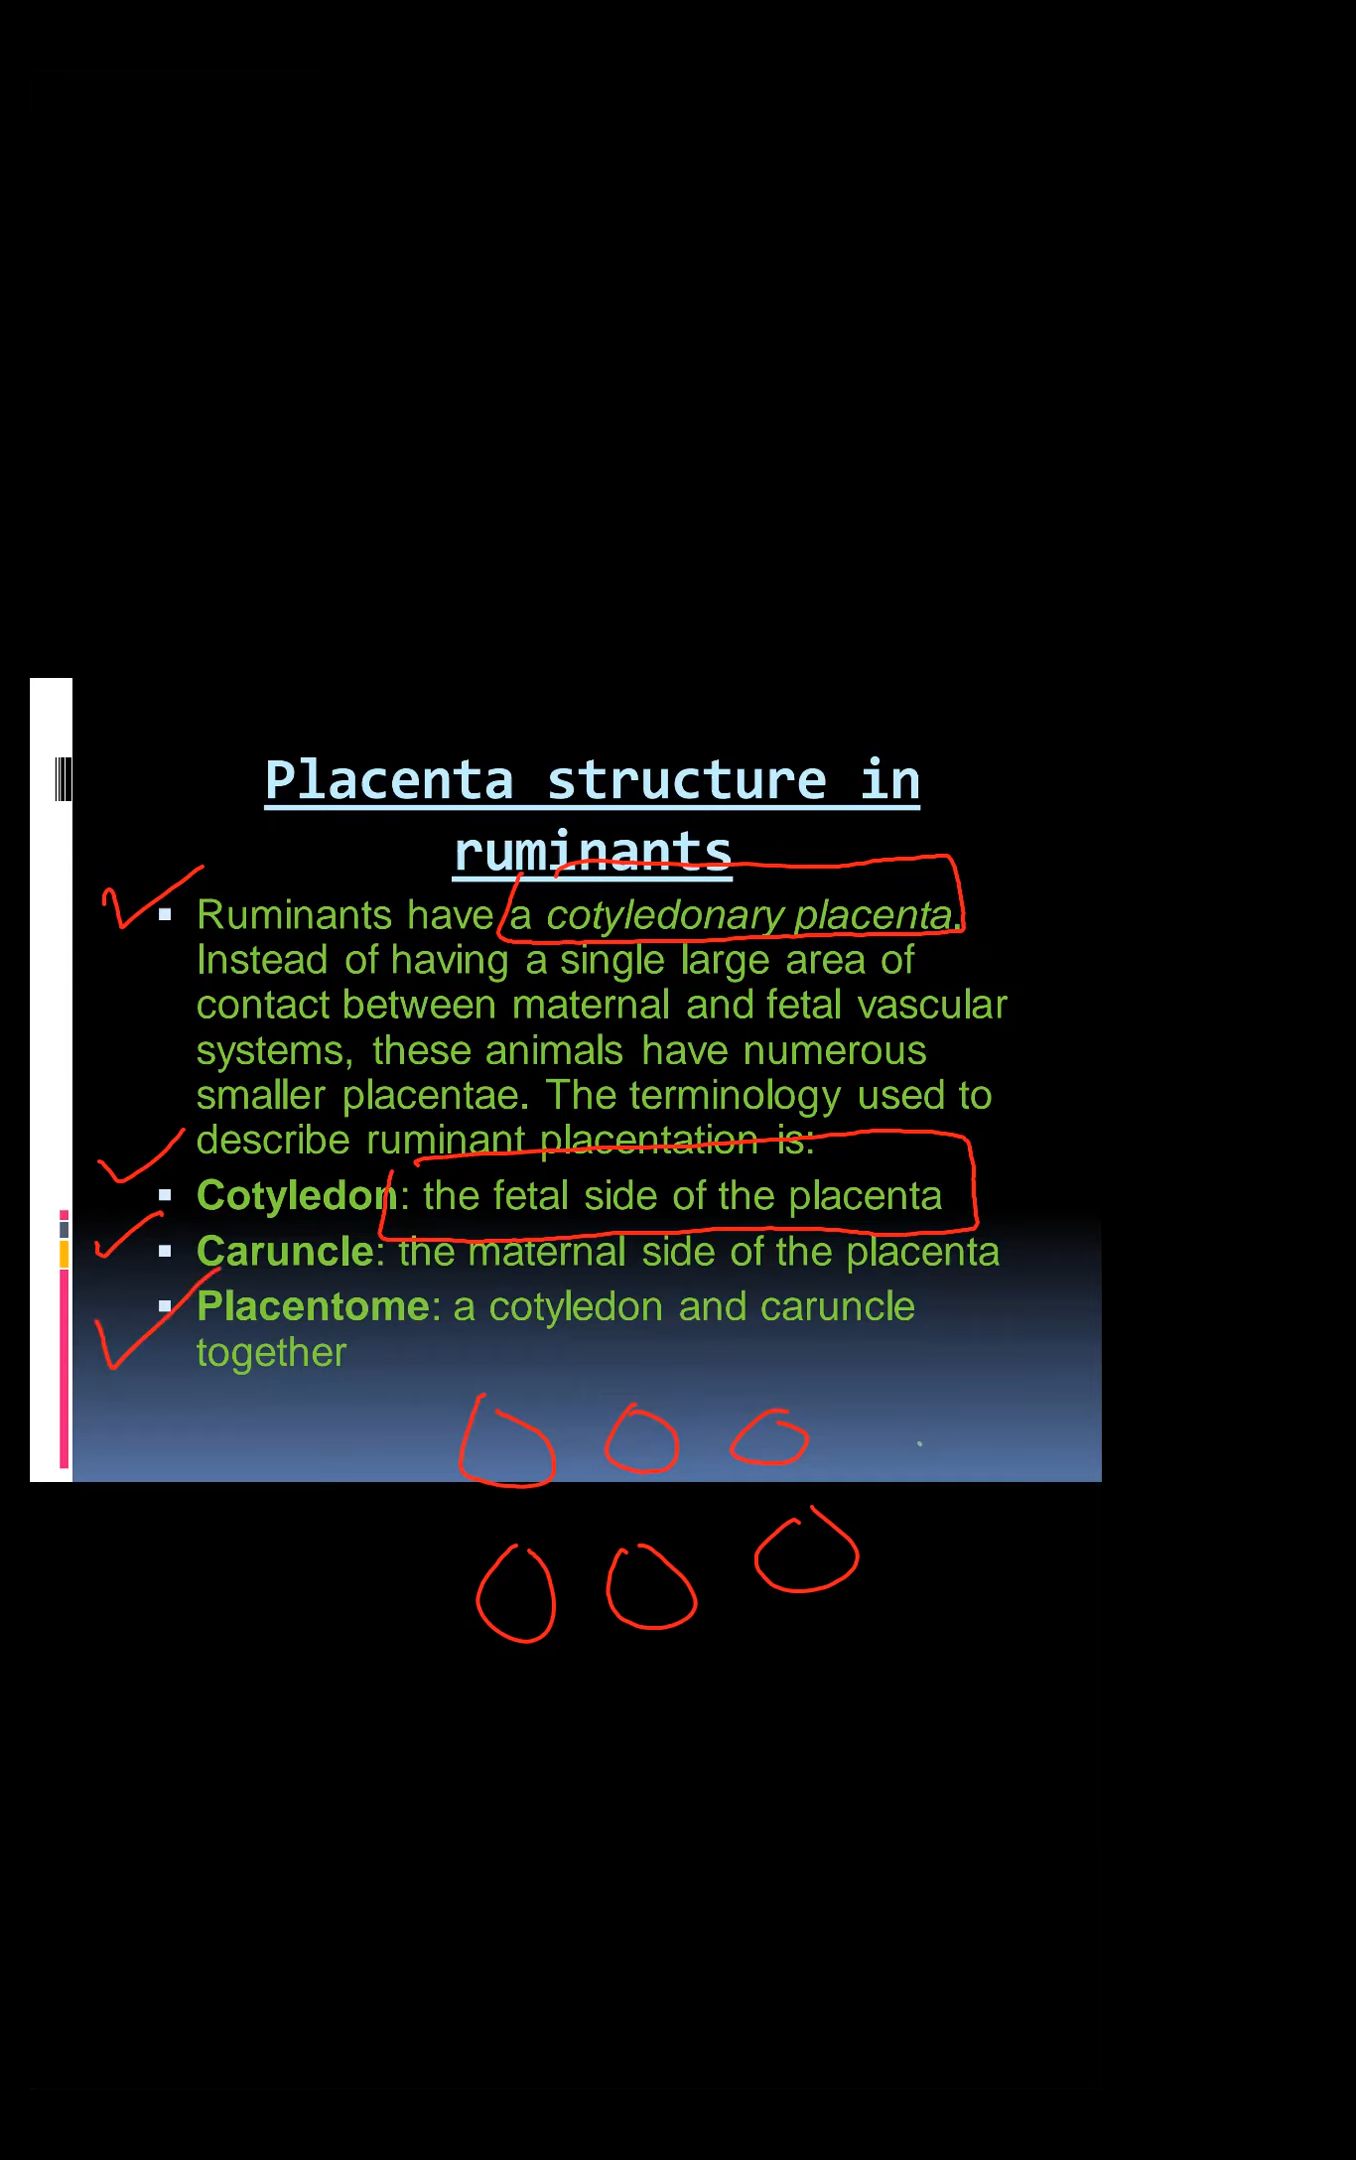 Placenta structure in
ruminants
▪ Ruminants have a cotyledonary placenta.
Instead of having a single large area of
contact between maternal and fetal vascular
systems, these animals have numerous
smaller placentae. The terminology used to
describe ruminant placentation is:
▪ Cotyledon: the fetal side of the placenta
▪ Caruncle: the maternal side of the placenta
▪ Placentome: a cotyledon and caruncle
together